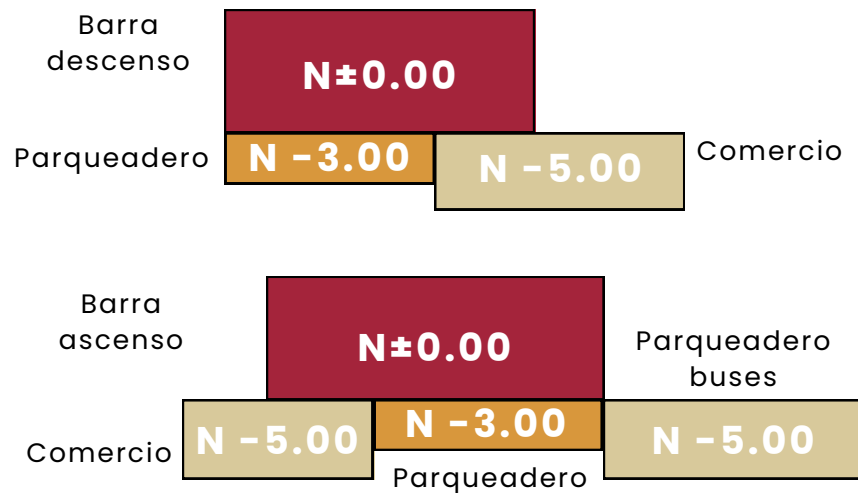 Barra
descenso
N±0.00
Parqueadero
N -3.00
N -5.00
Comercio
Barra
ascenso
N±0.00
Parqueadero
buses
Comercio
N -5.00
N -3.00
N -5.00
Parqueadero